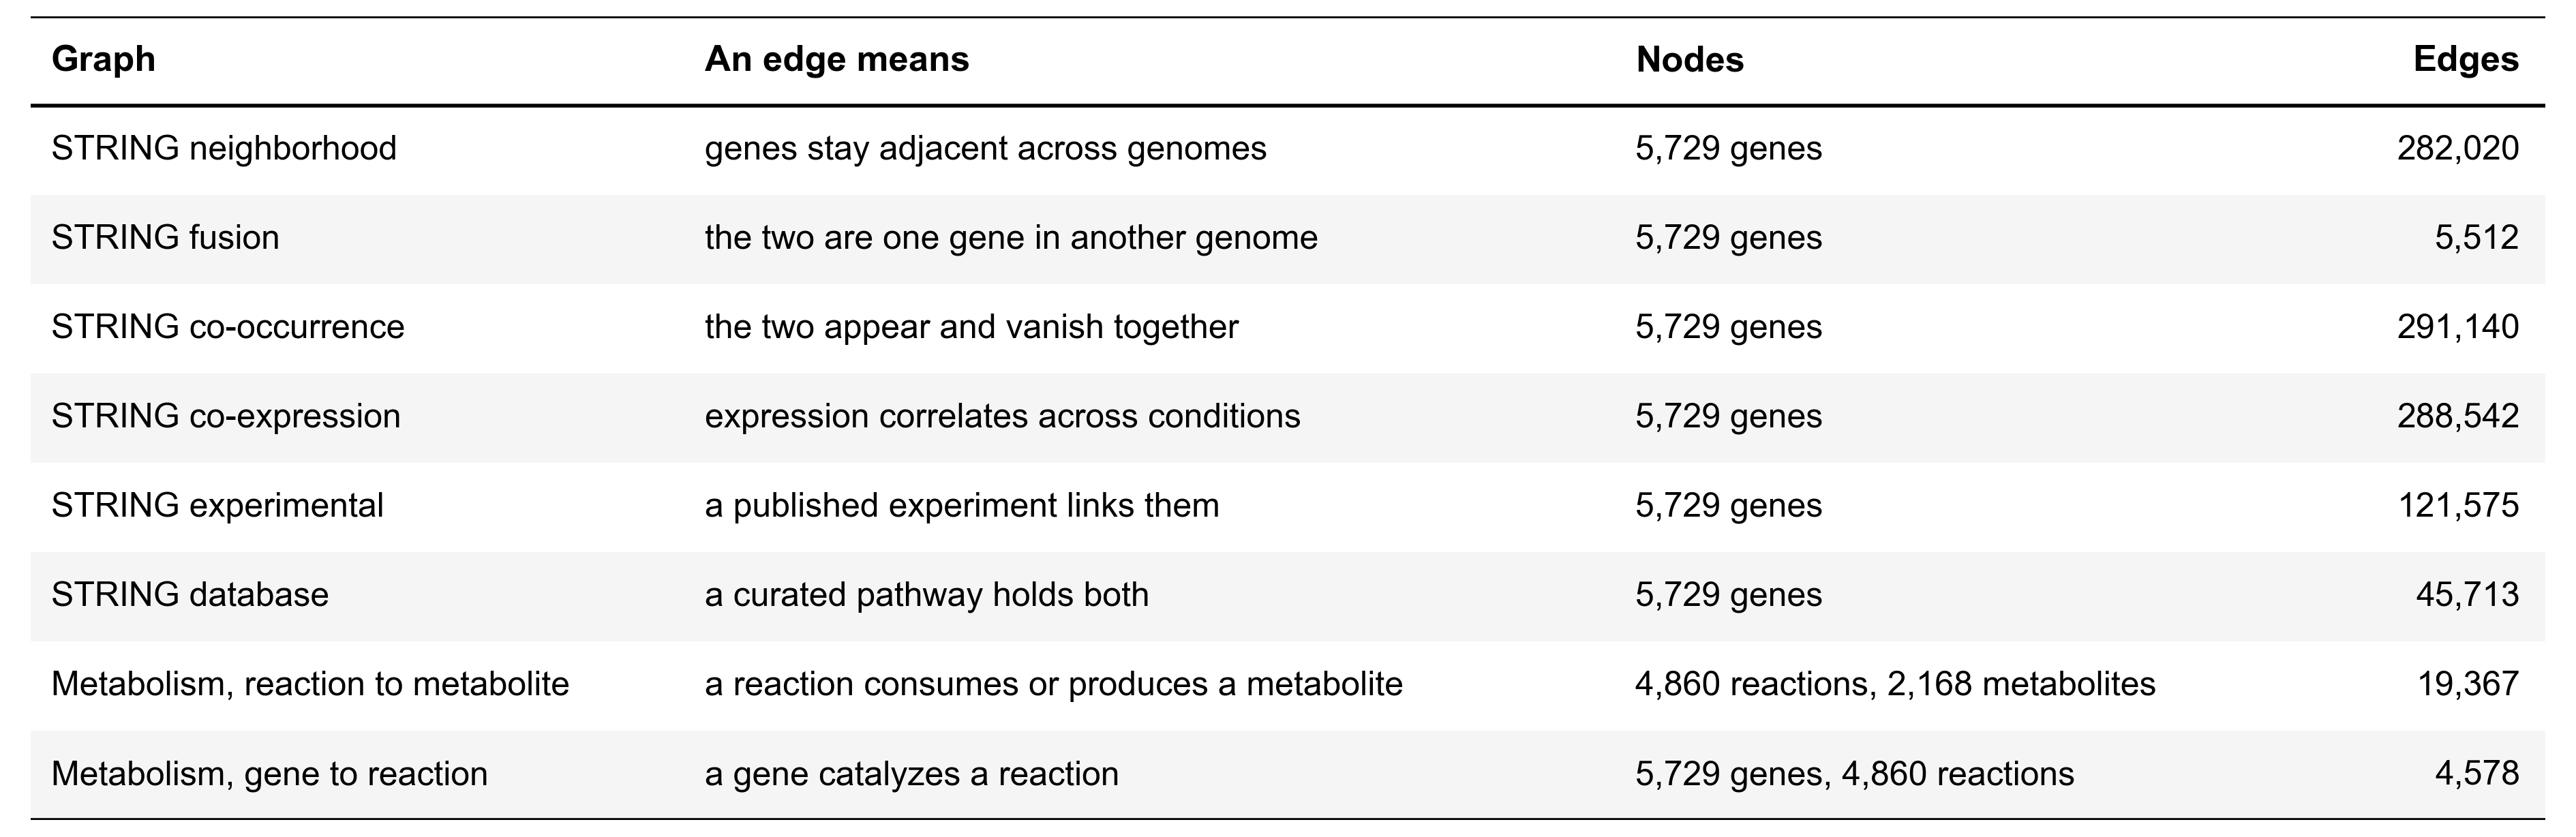 Graph An edge means Nodes Edges
STRING neighborhood genes stay adjacent across genomes 5,729 genes 282,020
STRING fusion the two are one gene in another genome 5,729 genes 5,512
STRING co-occurrence the two appear and vanish together 5,729 genes 291,140
STRING co-expression expression correlates across conditions 5,729 genes 288,542
STRING experimental a published experiment links them 5,729 genes 121,575
STRING database a curated pathway holds both 5,729 genes 45,713
Metabolism, reaction to metabolite a reaction consumes or produces a metabolite 4,860 reactions, 2,168 metabolites 19,367
Metabolism, gene to reaction a gene catalyzes a reaction 5,729 genes, 4,860 reactions 4,578